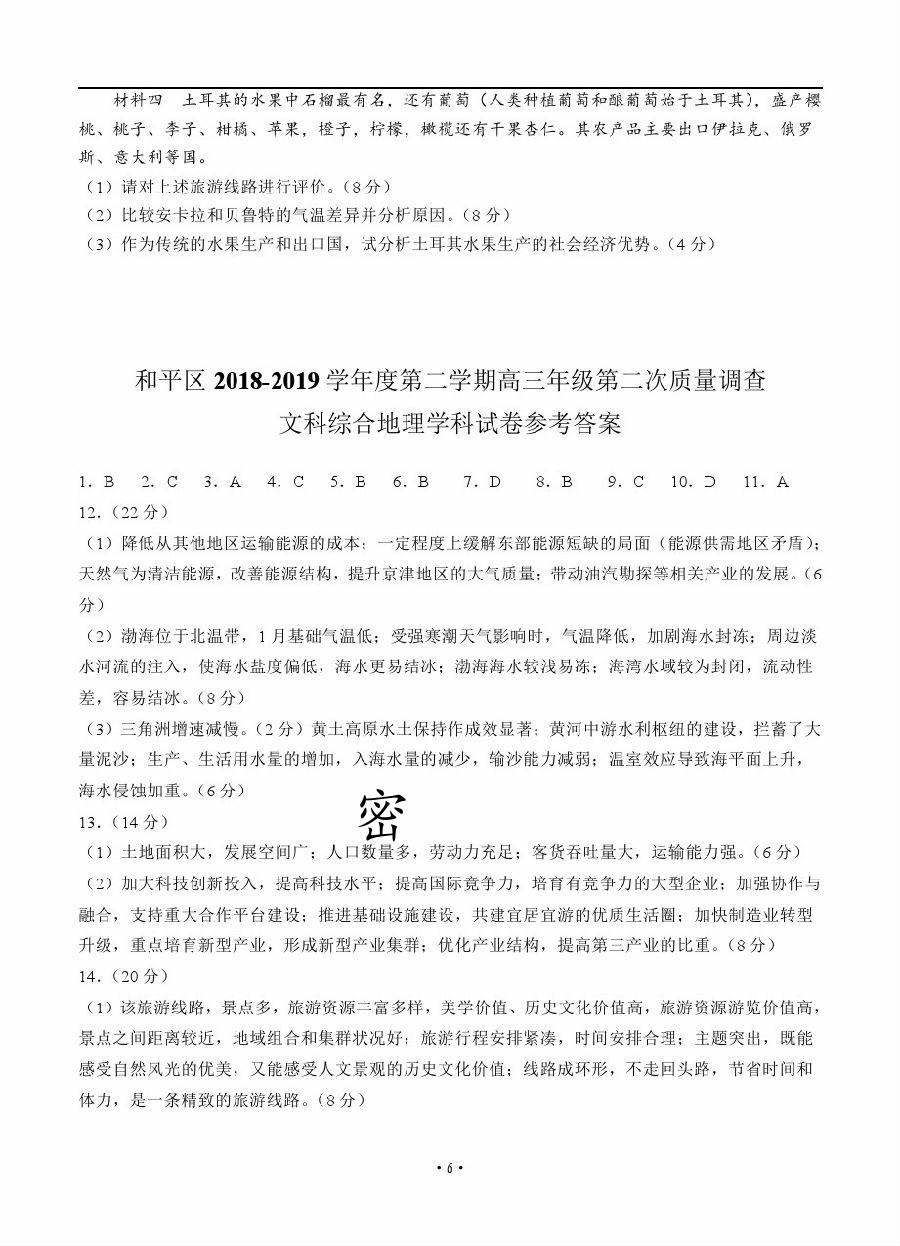 材料四 土耳其的水果中石榴最有名，还有葡萄（人类种植葡萄和酿葡萄始于土耳其），盛产樱
桃、桃子、李子、柑橘、苹果，橙子，柠檬，橄榄还有干果杏仁。其农产品主要出口伊拉克、俄罗
斯、意大利等国。
（1）请对上述旅游线路进行评价。（8分）
（2）比较安卡拉和贝鲁特的气温差异并分析原因。（8分）
（3）作为传统的水果生产和出口国，试分析土耳其水果生产的社会经济优势。（4分）
和平区 2018-2019 学年度第二学期高三年级第二次质量调查
文科综合地理学科试卷参考答案
1．B 2．C 3．A 4．C 5．B 6．B 7．D 8．B 9．C 10．D 11．A
12．（22分）
（1）降低从其他地区运输能源的成本；一定程度上缓解东部能源短缺的局面（能源供需地区矛盾）；
天然气为清洁能源，改善能源结构，提升京津地区的大气质量；带动油汽勘探等相关产业的发展。（6
分）
（2）渤海位于北温带，1月基础气温低；受强寒潮天气影响时，气温降低，加剧海水封冻；周边淡
水河流的注入，使海水盐度偏低，海水更易结冰；渤海海水较浅易冻；海湾水域较为封闭，流动性
差，容易结冰。（8分）
（3）三角洲增速减慢。（2分）黄土高原水土保持作成效显著；黄河中游水利枢纽的建设，拦蓄了大
量泥沙；生产、生活用水量的增加，入海水量的减少，输沙能力减弱；温室效应导致海平面上升，
海水侵蚀加重。（6分）
密
13．（14分）
（1）土地面积大，发展空间广；人口数量多，劳动力充足；客货吞吐量大，运输能力强。（6分）
（2）加大科技创新投入，提高科技水平；提高国际竞争力，培育有竞争力的大型企业；加强协作与
融合，支持重大合作平台建设；推进基础设施建设，共建宜居宜游的优质生活圈；加快制造业转型
升级，重点培育新型产业，形成新型产业集群；优化产业结构，提高第三产业的比重。（8分）
14．（20分）
（1）该旅游线路，景点多，旅游资源丰富多样，美学价值、历史文化价值高，旅游资源游览价值高，
景点之间距离较近，地域组合和集群状况好；旅游行程安排紧凑，时间安排合理；主题突出，既能
感受自然风光的优美，又能感受人文景观的历史文化价值；线路成环形，不走回头路，节省时间和
体力，是一条精致的旅游线路。（8分）
·6·